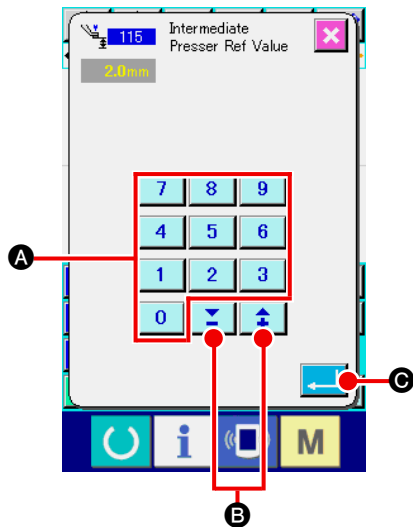 115
Intermediate
Presser Ref Value
2.0mm
7 8 9
4 5 6
A
1 2 3
0
C
i M
B